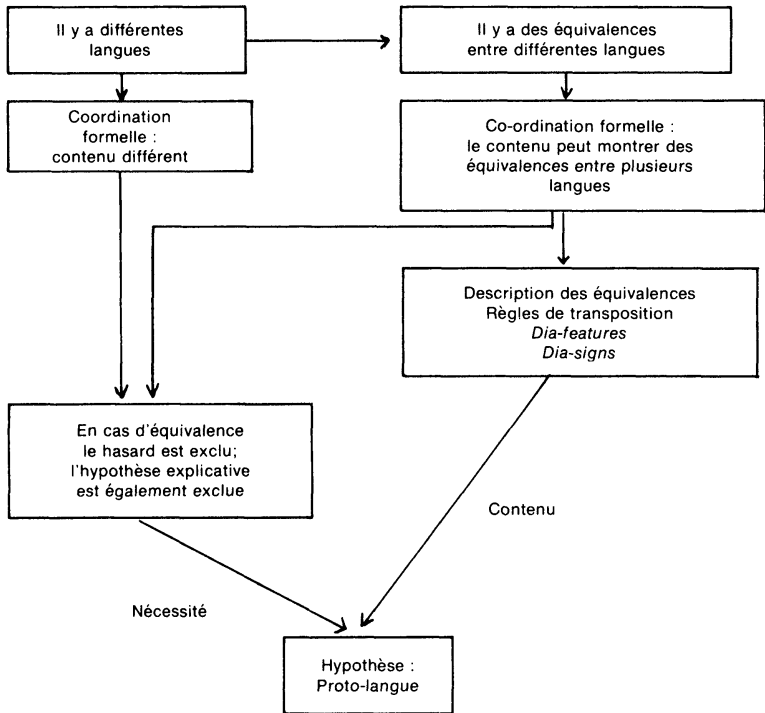 Il y a différentes
langues
Il y a des équivalences
entre différentes langues
Coordination
formelle :
contenu différent
Co-ordination formelle :
le contenu peut montrer des
équivalences entre plusieurs
langues
Description des équivalences
Règles de transposition
Dia-features
Dia-signs
En cas d'équivalence
le hasard est exclu;
l'hypothèse explicative
est également exclue
Contenu
Nécessité
Hypothèse :
Proto-langue